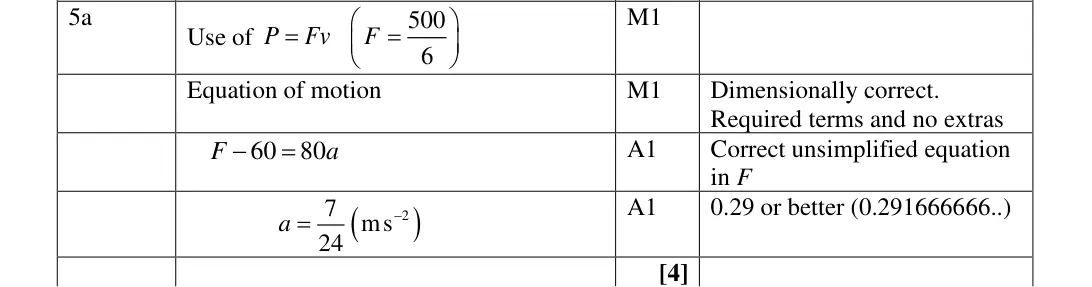 5a Use of P = Fv (F = 500/6) M1
Equation of motion M1 Dimensionally correct.
Required terms and no extras
F − 60 = 80a A1 Correct unsimplified equation
in F
a = 7/24 (m s⁻²) A1 0.29 or better (0.291666666..)
[4]